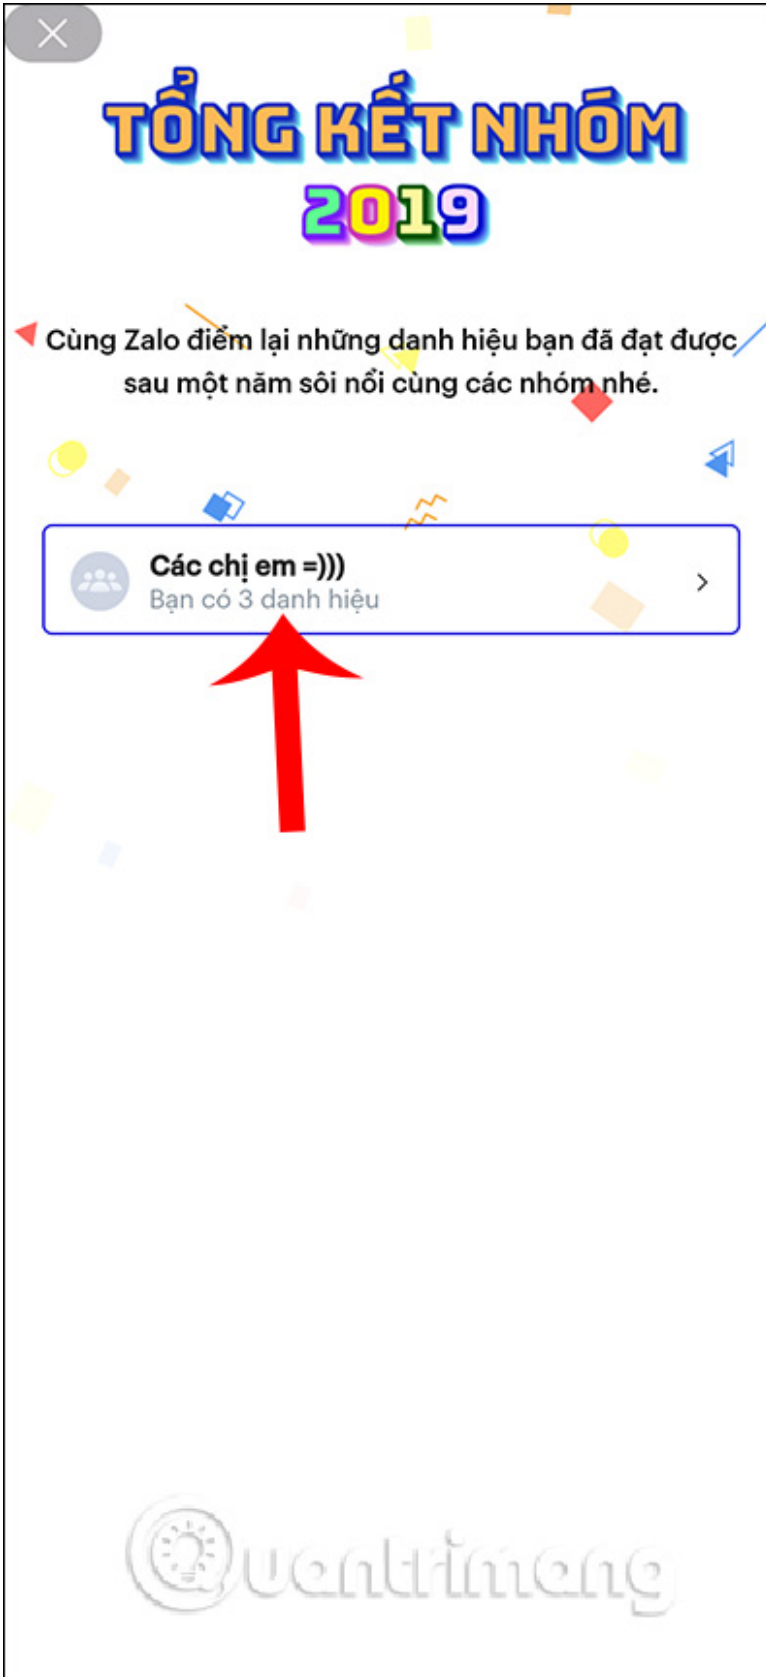 TỔNG KẾT NHÓM
2019
Cùng Zalo điểm lại những danh hiệu bạn đã đạt được
sau một năm sôi nổi cùng các nhóm nhé.
Các chị em =)))
Bạn có 3 danh hiệu
Quantrimang